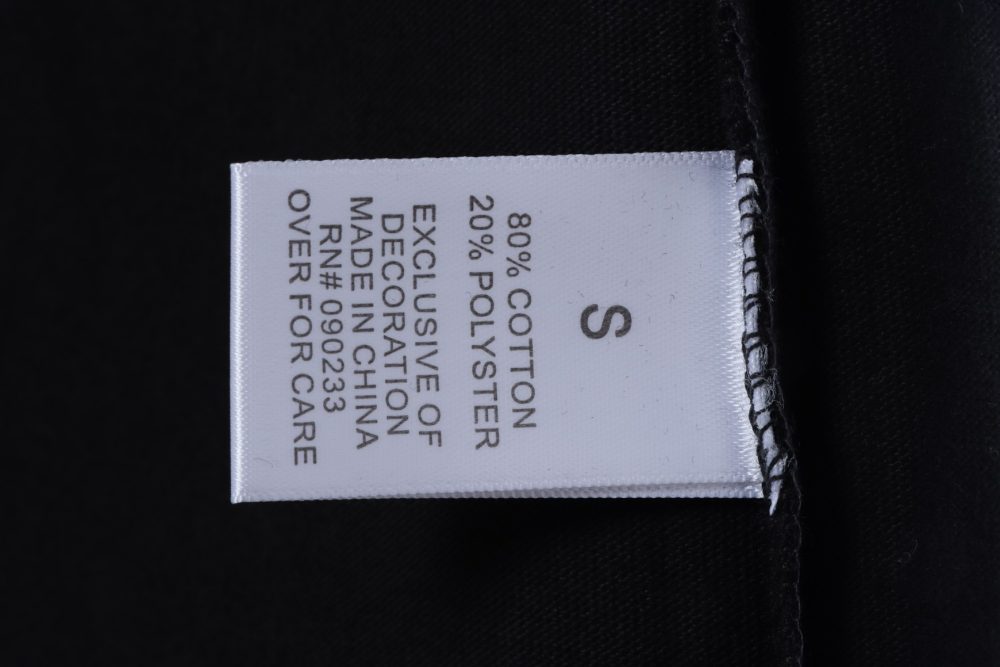 S
80% COTTON
20% POLYSTER
EXCLUSIVE OF
DECORATION
MADE IN CHINA
RN# 090233
OVER FOR CARE